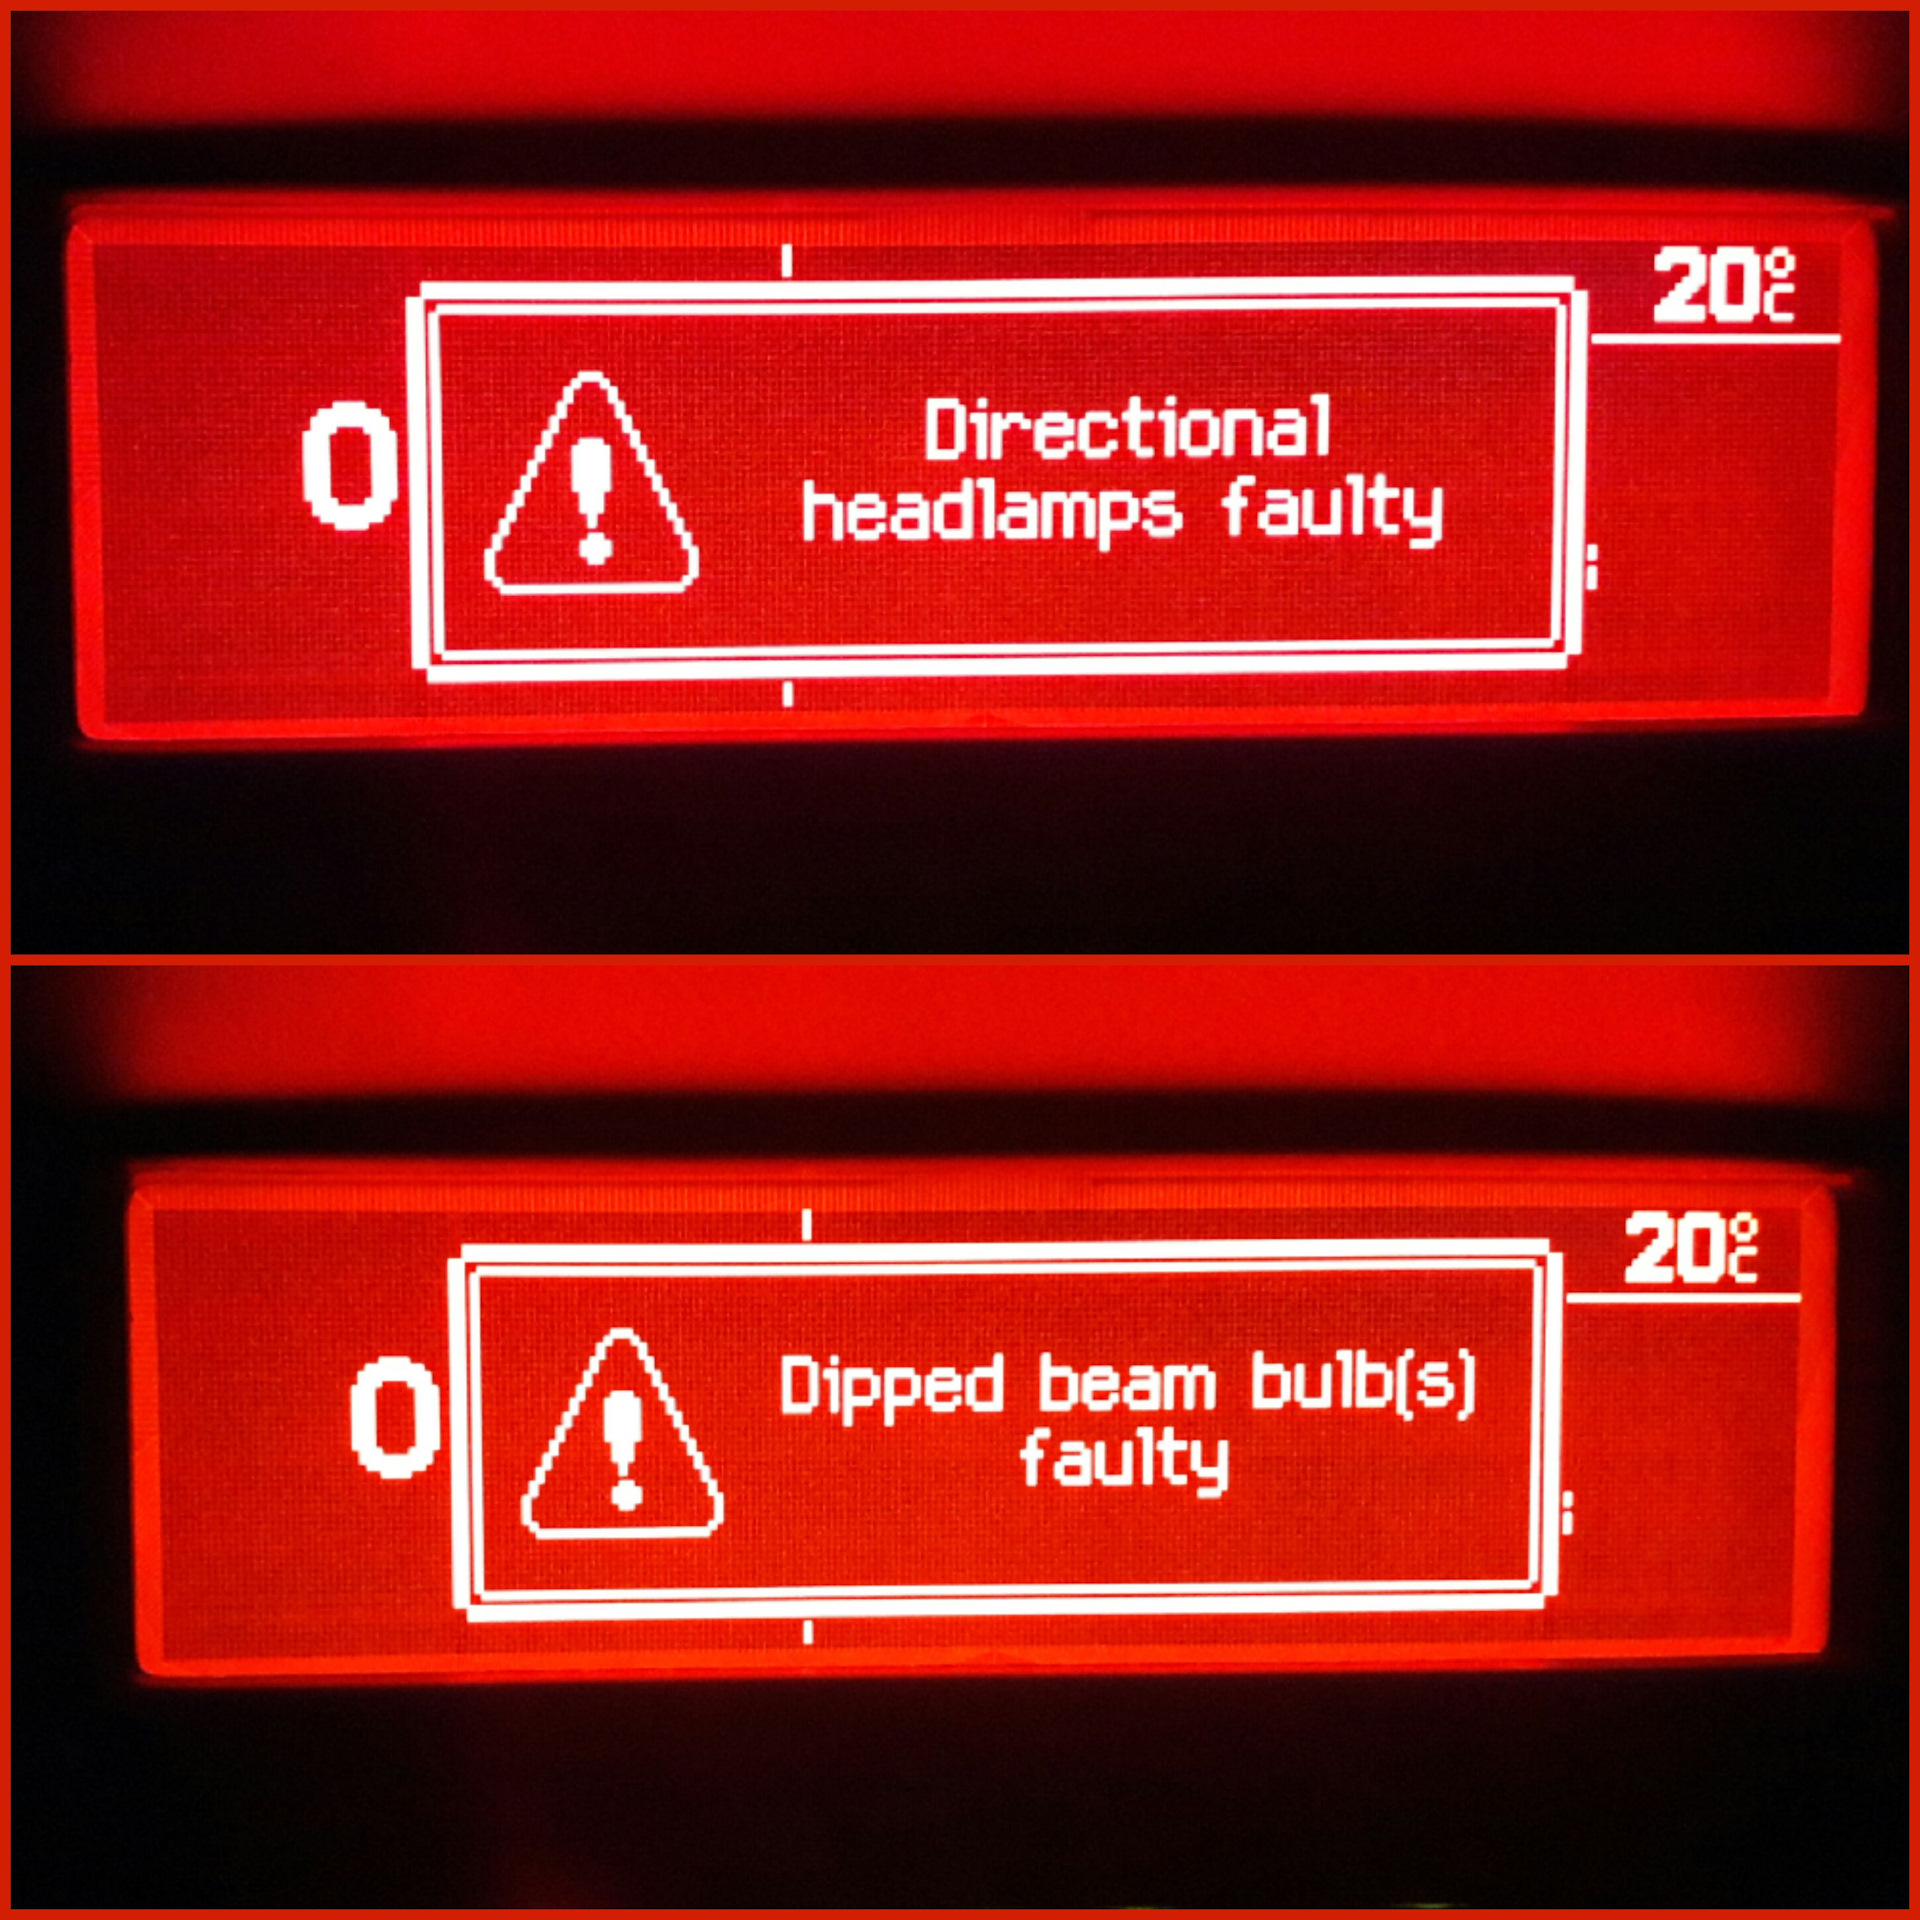 20°C
0
Directional
headlamps faulty
20°C
0
Dipped beam bulb(s)
faulty